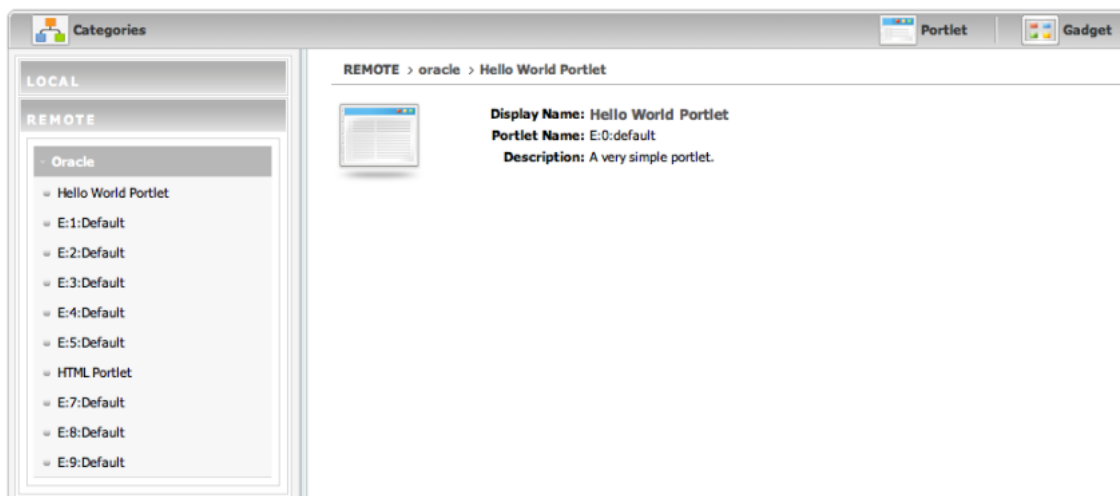 Categories
Portlet
Gadget
LOCAL
REMOTE
Oracle
Hello World Portlet
E:1:Default
E:2:Default
E:3:Default
E:4:Default
E:5:Default
HTML Portlet
E:7:Default
E:8:Default
E:9:Default
REMOTE > oracle > Hello World Portlet
Display Name: Hello World Portlet
Portlet Name: E:0:default
Description: A very simple portlet.